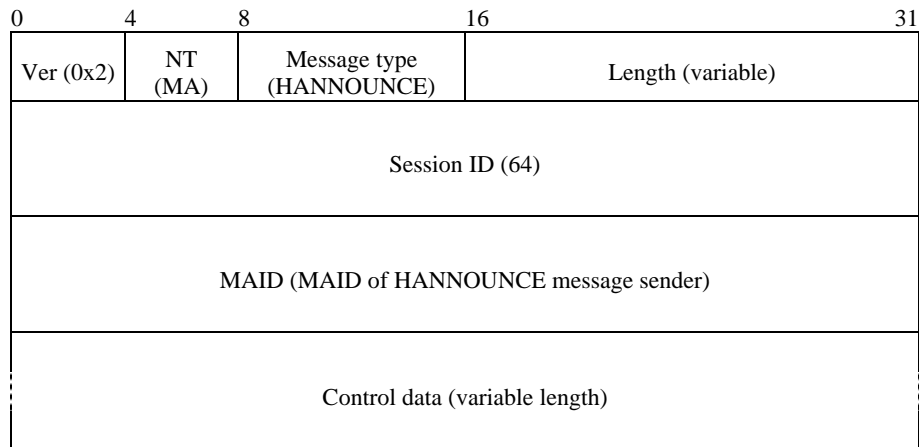 0 4 8 16 31
Ver (0x2) NT (MA) Message type (HANNOUNCE) Length (variable)
Session ID (64)
MAID (MAID of HANNOUNCE message sender)
Control data (variable length)